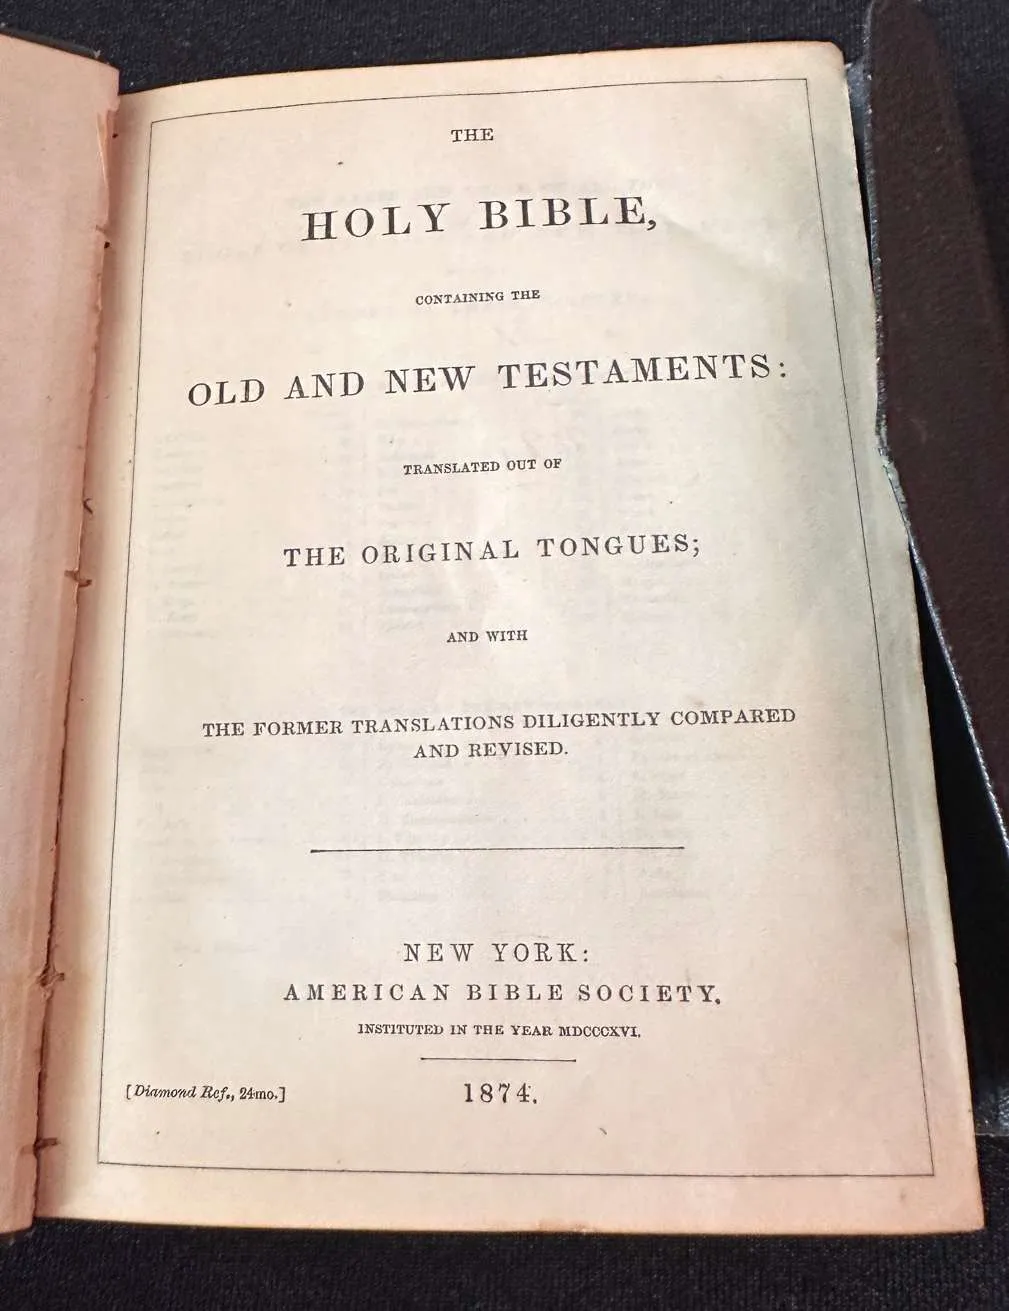 THE
HOLY BIBLE,
CONTAINING THE
OLD AND NEW TESTAMENTS:
TRANSLATED OUT OF
THE ORIGINAL TONGUES;
AND WITH
THE FORMER TRANSLATIONS DILIGENTLY COMPARED
AND REVISED.
NEW YORK:
AMERICAN BIBLE SOCIETY,
INSTITUTED IN THE YEAR MDCCCXVI.
[Diamond Ref., 24mo.]
1874.